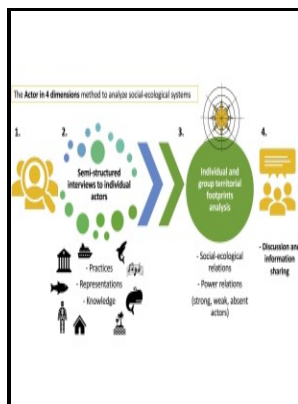 The Actor in 4 dimensions method to analyze social-ecological systems
1.
2.
Semi-structured
interviews to individual
actors
- Practices
- Representations
- Knowledge
3.
Individual and
group territorial
footprints
analysis
- Social-ecological
relations
- Power relations
(strong, weak, absent
actors)
4.
- Discussion and
information
sharing